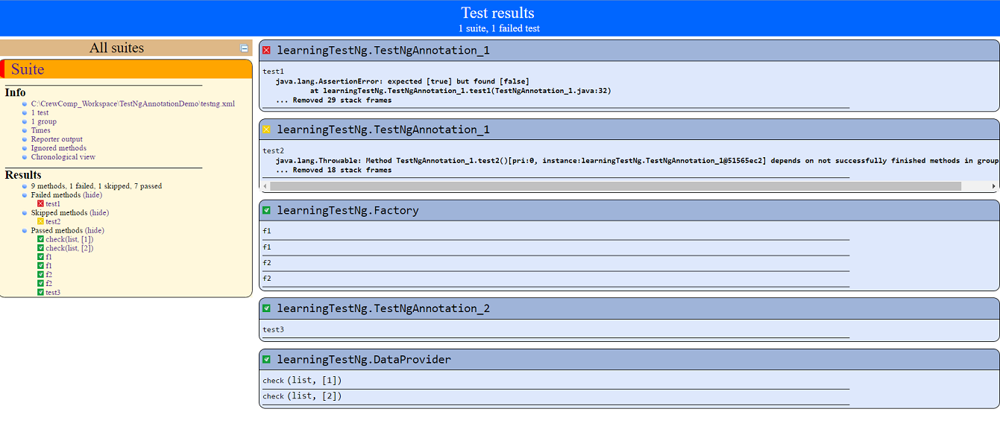 Test results
1 suite, 1 failed test
All suites
Suite
Info
C:\CrewComp_Workspace\TestNgAnnotationDemo\testng.xml
1 test
1 group
Times
Reporter output
Ignored methods
Chronological view
Results
9 methods, 1 failed, 1 skipped, 7 passed
Failed methods (hide)
test1
Skipped methods (hide)
test2
Passed methods (hide)
check(list, [1])
check(list, [2])
f1
f1
f2
f2
test3
learningTestNg.TestNgAnnotation_1
test1
java.lang.AssertionError: expected [true] but found [false]
at learningTestNg.TestNgAnnotation_1.test1(TestNgAnnotation_1.java:32)
... Removed 29 stack frames
learningTestNg.TestNgAnnotation_1
test2
java.lang.Throwable: Method TestNgAnnotation_1.test2()[pri:0, instance:learningTestNg.TestNgAnnotation_1@51565ec2] depends on not successfully finished methods in group
... Removed 18 stack frames
learningTestNg.Factory
f1
f1
f2
f2
learningTestNg.TestNgAnnotation_2
test3
learningTestNg.DataProvider
check (list, [1])
check (list, [2])